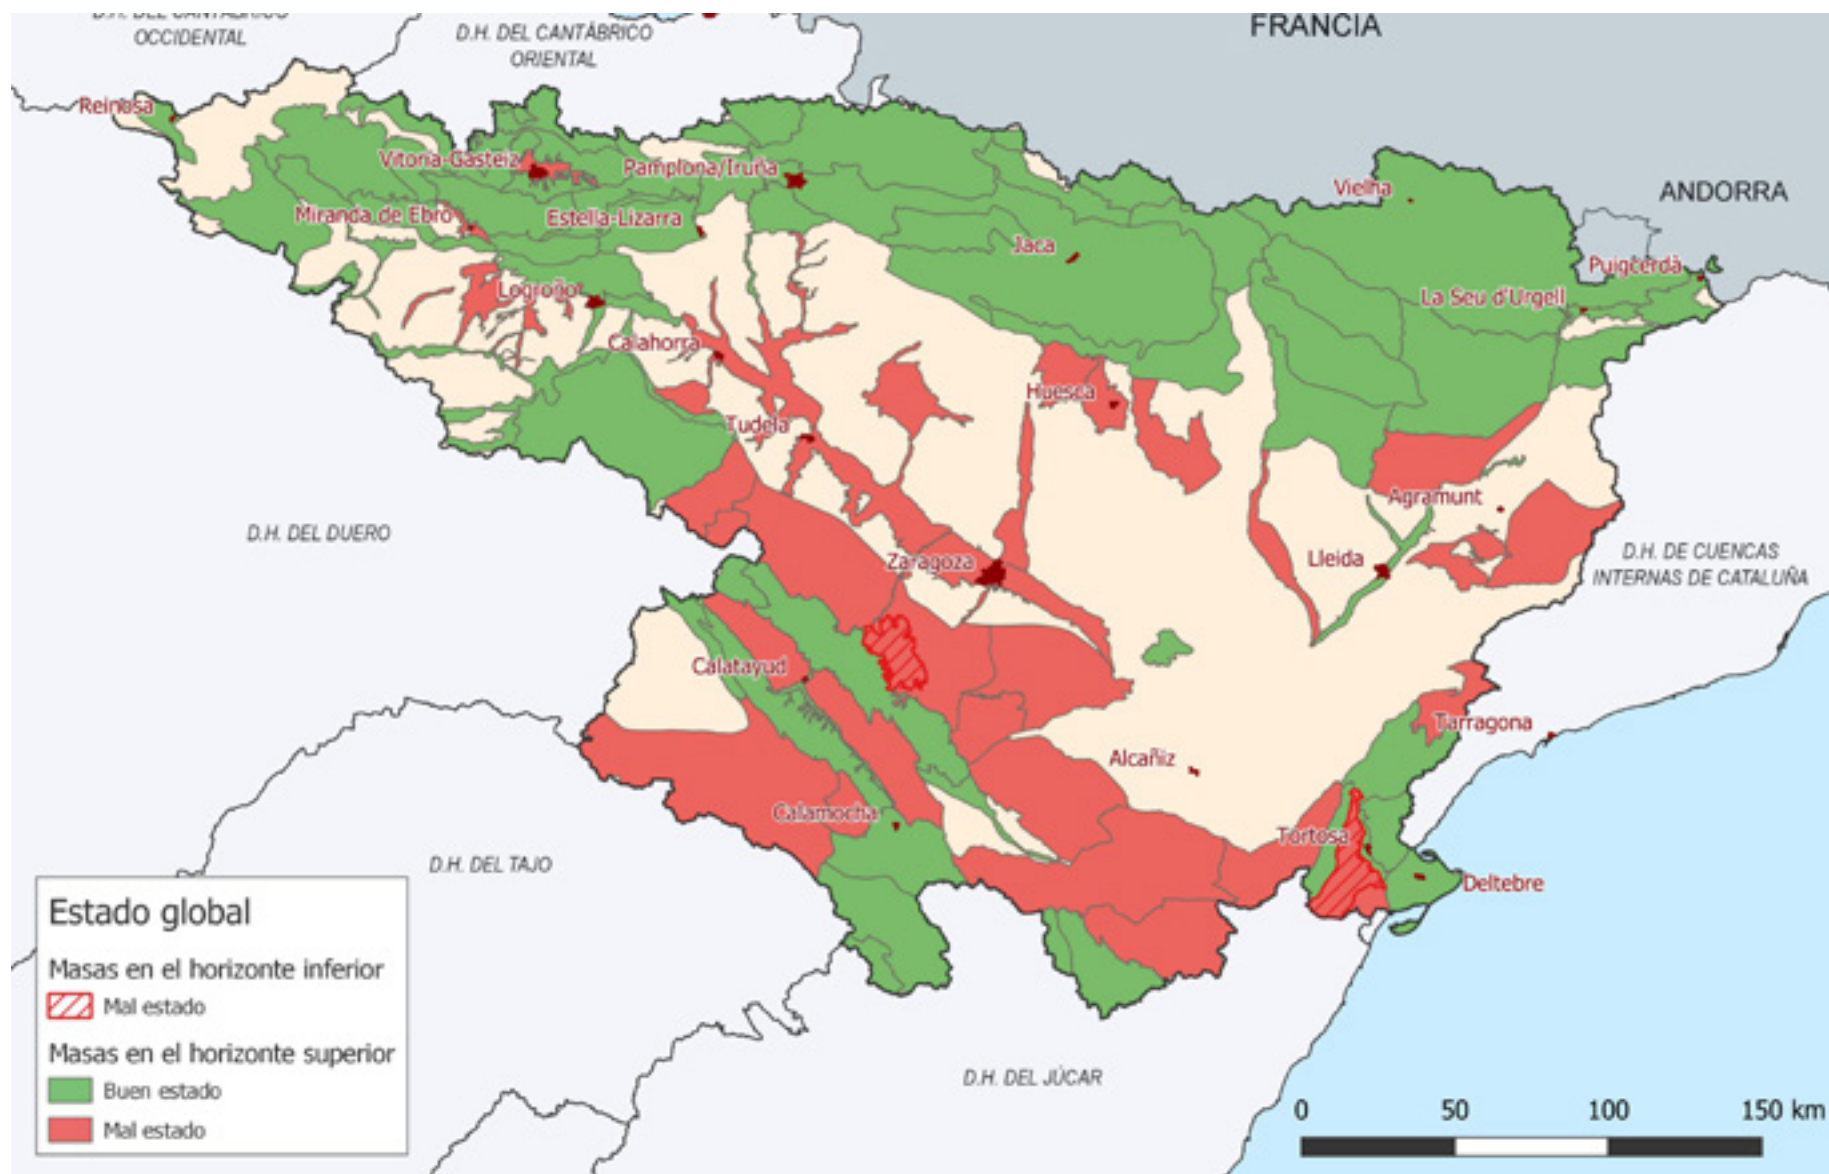 D.H. DEL CANTÁBRICO
OCCIDENTAL
D.H. DEL CANTÁBRICO
ORIENTAL
FRANCIA
ANDORRA
Reinosa
Vitoria-Gasteiz
Pamplona/Iruña
Vielha
Miranda de Ebro
Estella-Lizarra
Jaca
Puigcerdà
Logroño
La Seu d'Urgell
Calahorra
Huesca
Tudela
Agramunt
D.H. DEL DUERO
Zaragoza
Lleida
D.H. DE CUENCAS
INTERNAS DE CATALUÑA
Calatayud
Tarragona
Alcañiz
Calamocha
Tortosa
D.H. DEL TAJO
Deltebre
D.H. DEL JÚCAR
Estado global
Masas en el horizonte inferior
Mal estado
Masas en el horizonte superior
Buen estado
Mal estado
0 50 100 150 km